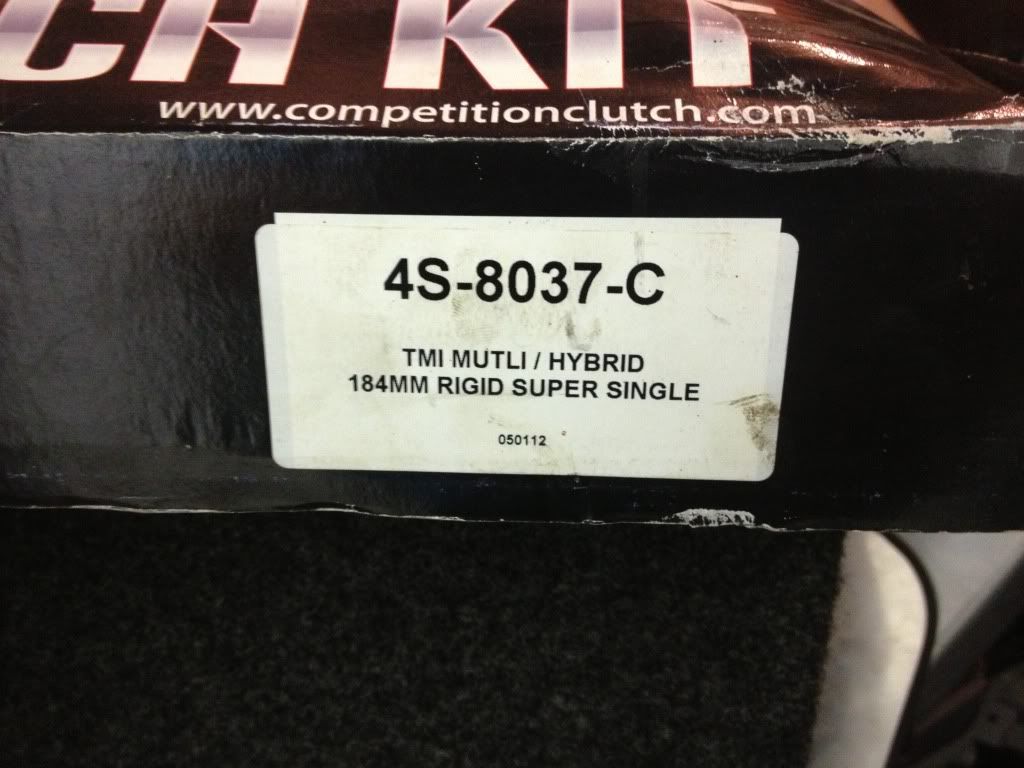 CH KIT
www.competitionclutch.com
4S-8037-C
TMI MUTLI / HYBRID
184MM RIGID SUPER SINGLE
050112